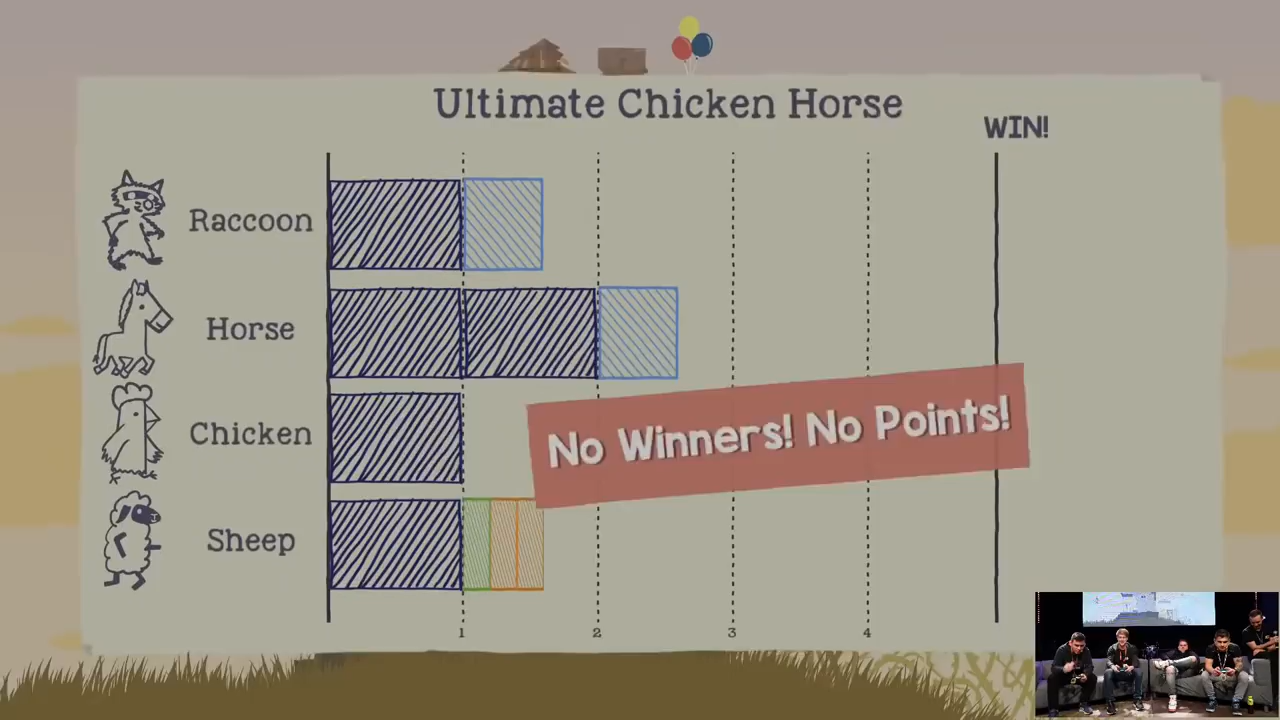 Ultimate Chicken Horse
WIN!
Raccoon
Horse
Chicken
No Winners! No Points!
Sheep
1 2 3 4